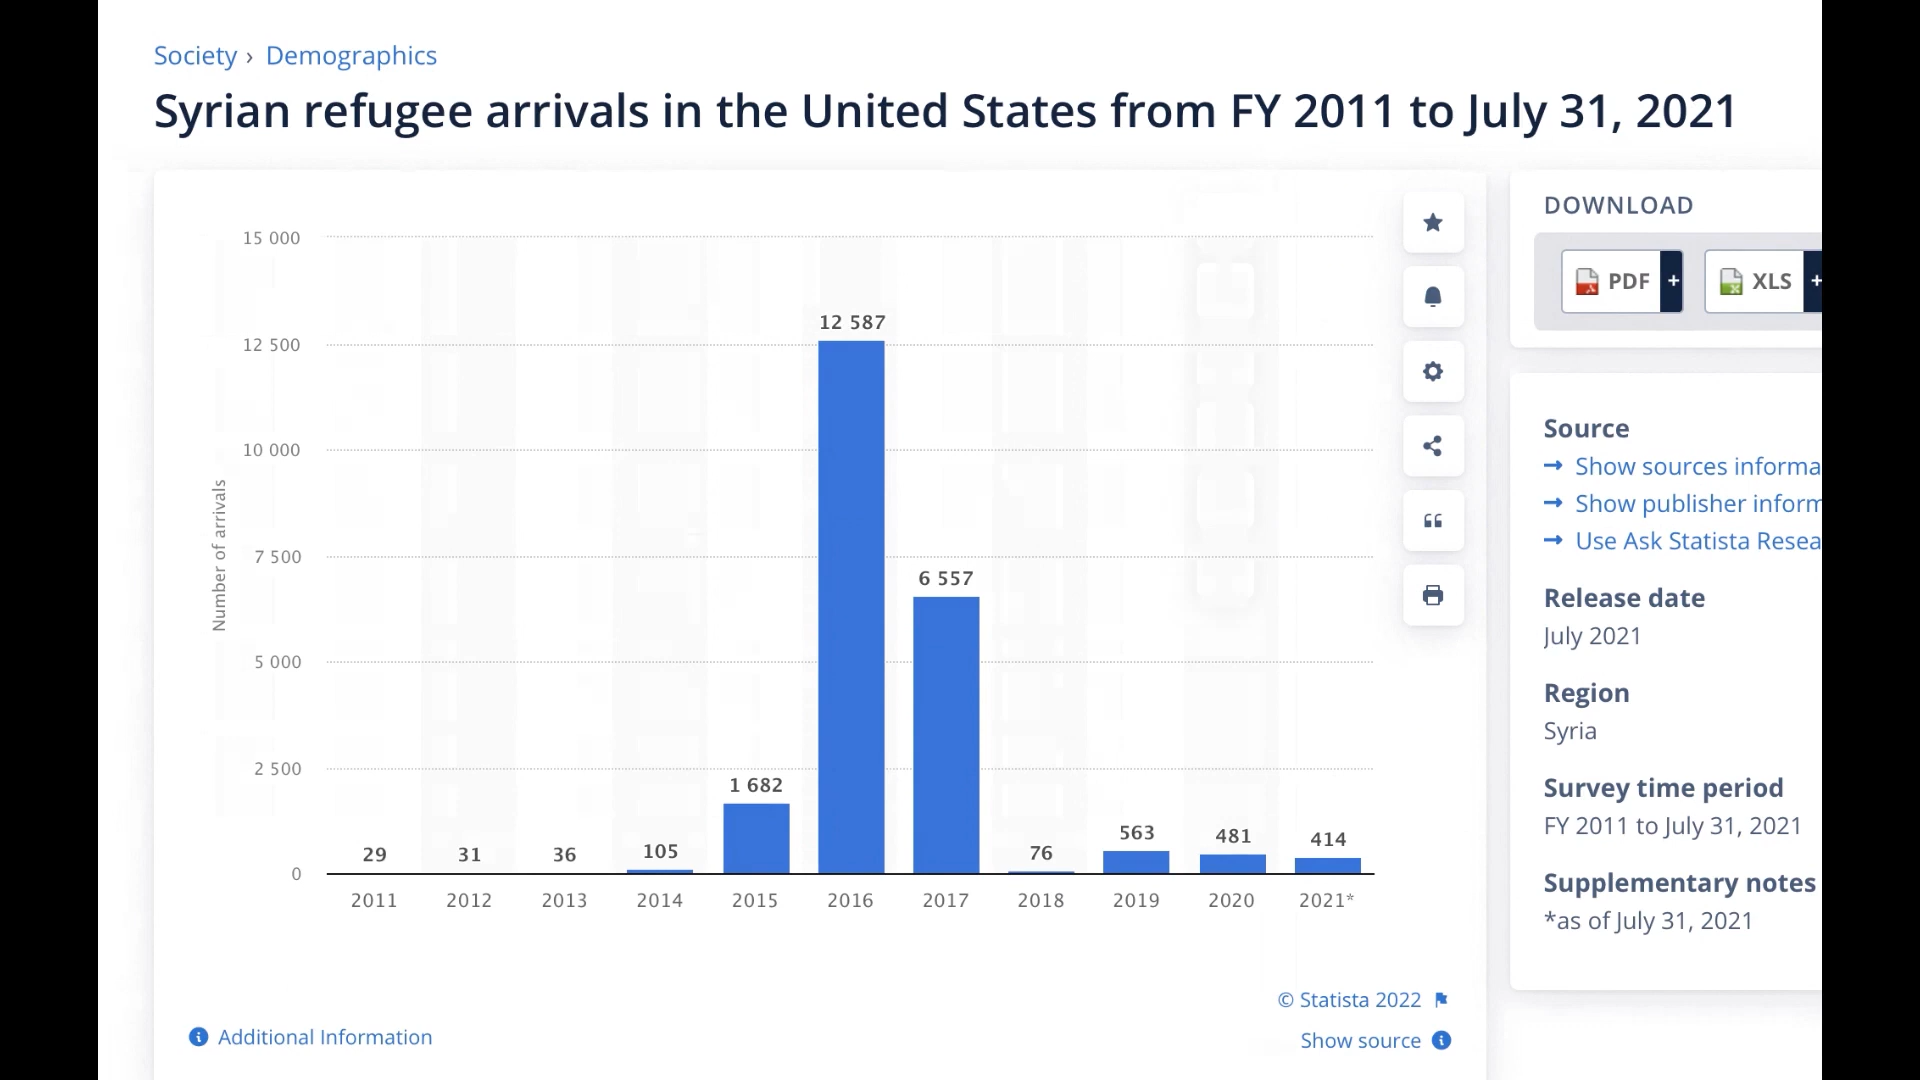 Society › Demographics
Syrian refugee arrivals in the United States from FY 2011 to July 31, 2021
Number of arrivals
15 000
12 500
10 000
7 500
5 000
2 500
0
29
31
36
105
1 682
12 587
6 557
76
563
481
414
2011 2012 2013 2014 2015 2016 2017 2018 2019 2020 2021*
Additional Information
© Statista 2022
Show source
DOWNLOAD
PDF + XLS +
Source
Show sources informa
Show publisher inform
Use Ask Statista Resea
Release date
July 2021
Region
Syria
Survey time period
FY 2011 to July 31, 2021
Supplementary notes
*as of July 31, 2021